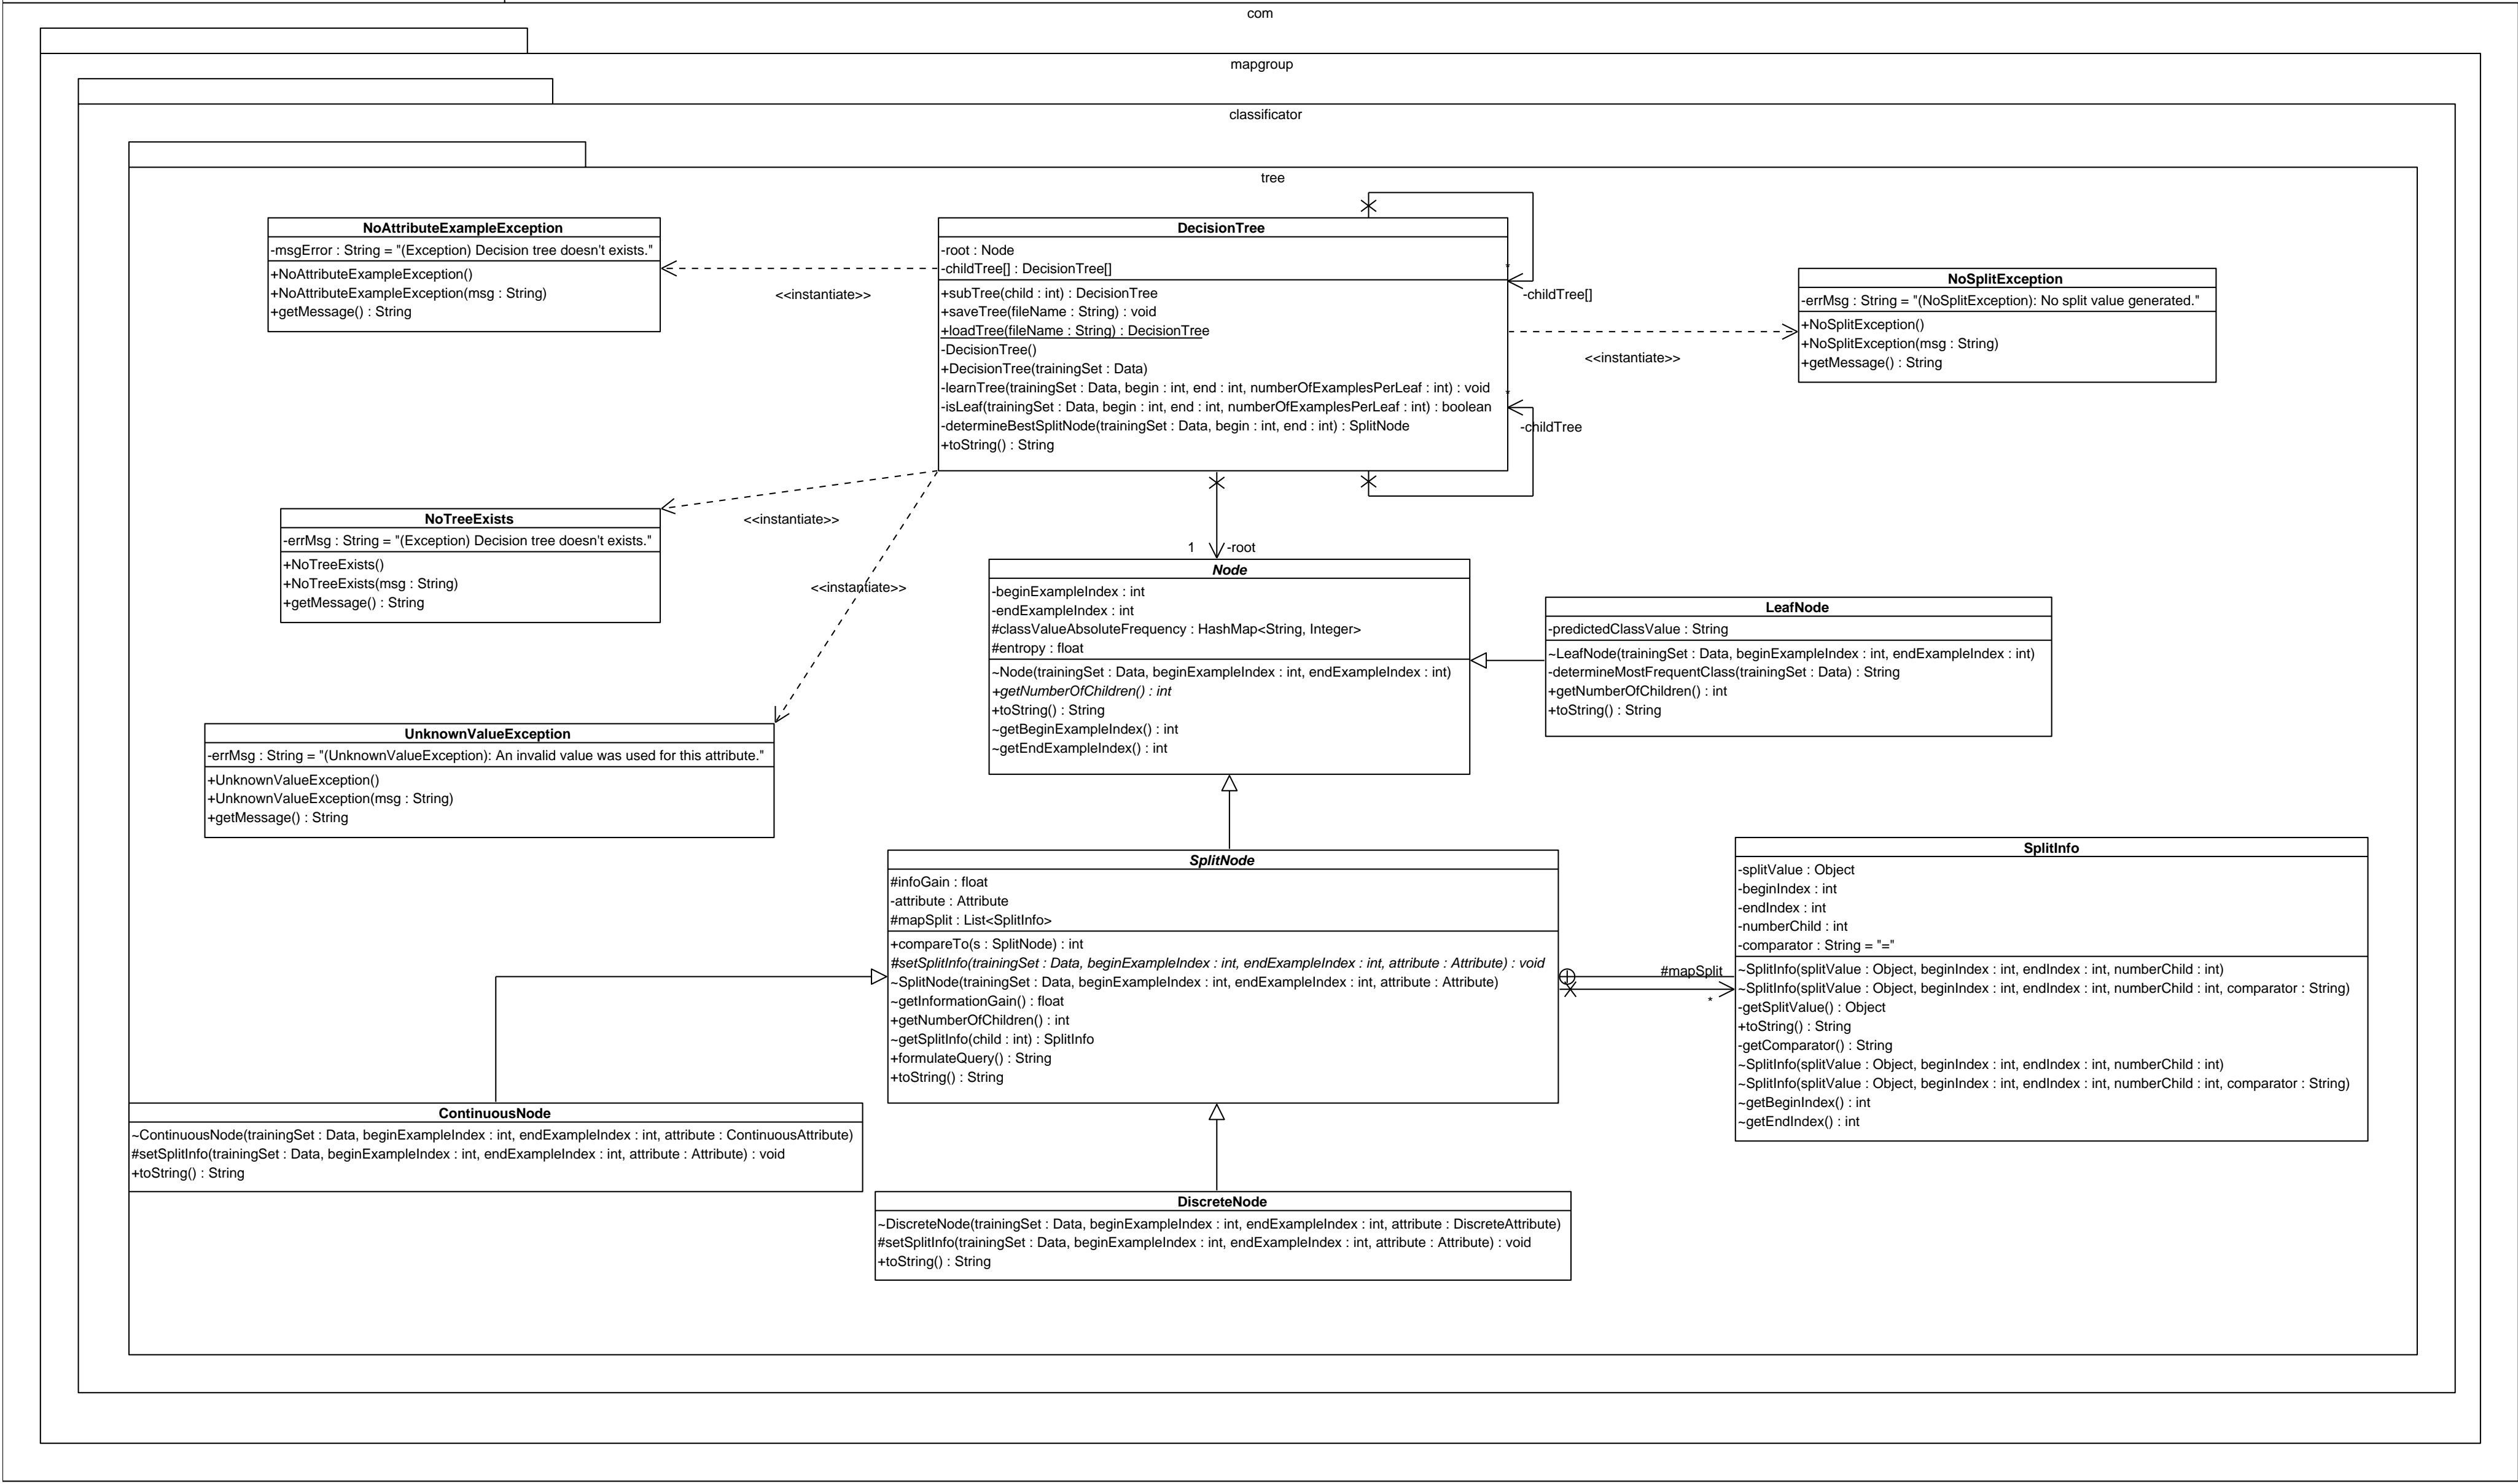 com
mapgroup
classificator
tree
NoAttributeExampleException
-msgError : String = "(Exception) Decision tree doesn't exists."
+NoAttributeExampleException()
+NoAttributeExampleException(msg : String)
+getMessage() : String
<<instantiate>>
DecisionTree
-root : Node
-childTree[] : DecisionTree[]
+subTree(child : int) : DecisionTree
+saveTree(fileName : String) : void
+loadTree(fileName : String) : DecisionTree
-DecisionTree()
+DecisionTree(trainingSet : Data)
-learnTree(trainingSet : Data, begin : int, end : int, numberOfExamplesPerLeaf : int) : void
-isLeaf(trainingSet : Data, begin : int, end : int, numberOfExamplesPerLeaf : int) : boolean
-determineBestSplitNode(trainingSet : Data, begin : int, end : int) : SplitNode
+toString() : String
*
-childTree[]
*
-childTree
<<instantiate>>
NoSplitException
-errMsg : String = "(NoSplitException): No split value generated."
+NoSplitException()
+NoSplitException(msg : String)
+getMessage() : String
NoTreeExists
-errMsg : String = "(Exception) Decision tree doesn't exists."
+NoTreeExists()
+NoTreeExists(msg : String)
+getMessage() : String
<<instantiate>>
<<instantiate>>
1 -root
Node
-beginExampleIndex : int
-endExampleIndex : int
#classValueAbsoluteFrequency : HashMap<String, Integer>
#entropy : float
~Node(trainingSet : Data, beginExampleIndex : int, endExampleIndex : int)
+getNumberOfChildren() : int
+toString() : String
~getBeginExampleIndex() : int
~getEndExampleIndex() : int
LeafNode
-predictedClassValue : String
~LeafNode(trainingSet : Data, beginExampleIndex : int, endExampleIndex : int)
-determineMostFrequentClass(trainingSet : Data) : String
+getNumberOfChildren() : int
+toString() : String
UnknownValueException
-errMsg : String = "(UnknownValueException): An invalid value was used for this attribute."
+UnknownValueException()
+UnknownValueException(msg : String)
+getMessage() : String
SplitNode
#infoGain : float
-attribute : Attribute
#mapSplit : List<SplitInfo>
+compareTo(s : SplitNode) : int
#setSplitInfo(trainingSet : Data, beginExampleIndex : int, endExampleIndex : int, attribute : Attribute) : void
~SplitNode(trainingSet : Data, beginExampleIndex : int, endExampleIndex : int, attribute : Attribute)
~getInformationGain() : float
+getNumberOfChildren() : int
~getSplitInfo(child : int) : SplitInfo
+formulateQuery() : String
+toString() : String
#mapSplit
*
SplitInfo
-splitValue : Object
-beginIndex : int
-endIndex : int
-numberChild : int
-comparator : String = "="
~SplitInfo(splitValue : Object, beginIndex : int, endIndex : int, numberChild : int)
~SplitInfo(splitValue : Object, beginIndex : int, endIndex : int, numberChild : int, comparator : String)
-getSplitValue() : Object
+toString() : String
-getComparator() : String
~SplitInfo(splitValue : Object, beginIndex : int, endIndex : int, numberChild : int)
~SplitInfo(splitValue : Object, beginIndex : int, endIndex : int, numberChild : int, comparator : String)
~getBeginIndex() : int
~getEndIndex() : int
ContinuousNode
~ContinuousNode(trainingSet : Data, beginExampleIndex : int, endExampleIndex : int, attribute : ContinuousAttribute)
#setSplitInfo(trainingSet : Data, beginExampleIndex : int, endExampleIndex : int, attribute : Attribute) : void
+toString() : String
DiscreteNode
~DiscreteNode(trainingSet : Data, beginExampleIndex : int, endExampleIndex : int, attribute : DiscreteAttribute)
#setSplitInfo(trainingSet : Data, beginExampleIndex : int, endExampleIndex : int, attribute : Attribute) : void
+toString() : String